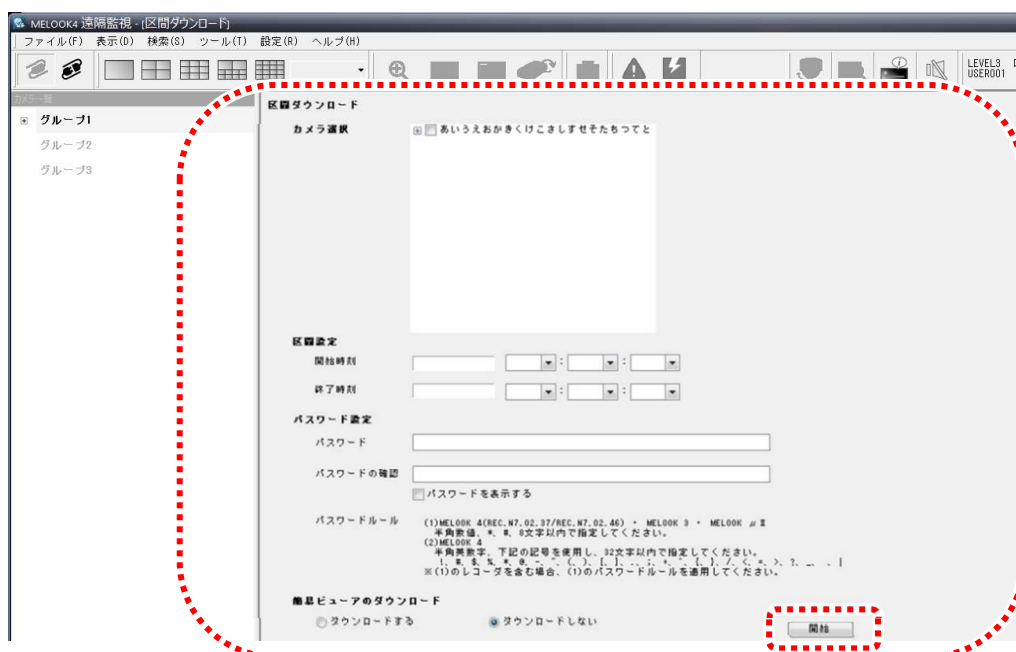 MELOOK4 遠隔監視 - [区間ダウンロード]
ファイル(F) 表示(D) 検索(S) ツール(T) 設定(R) ヘルプ(H)
LEVEL3
USER001
カメラ一覧
グループ1
グループ2
グループ3
区間ダウンロード
カメラ選択
あいうえおかきくけこさしすせそたちつてと
区間設定
開始時刻 : :
終了時刻 : :
パスワード設定
パスワード
パスワードの確認
パスワードを表示する
パスワードルール
(1)MELOOK 4(REC.N7.02.37/REC.N7.02.46) ・ MELOOK 3 ・ MELOOK μⅡ
半角数値、*、#、8文字以内で指定してください。
(2)MELOOK 4
半角英数字、下記の記号を使用し、32文字以内で指定してください。
※(1)のレコーダを含む場合、(1)のパスワードルールを適用してください。
簡易ビューアのダウンロード
ダウンロードする ダウンロードしない
開始